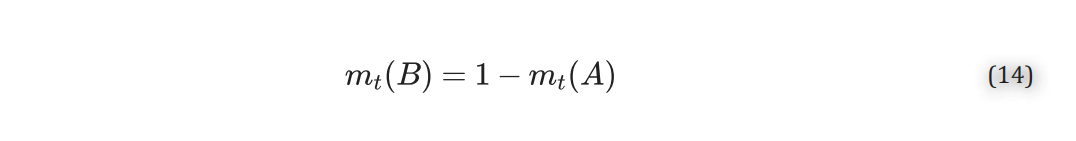 m_t(B) = 1 − m_t(A) (14)